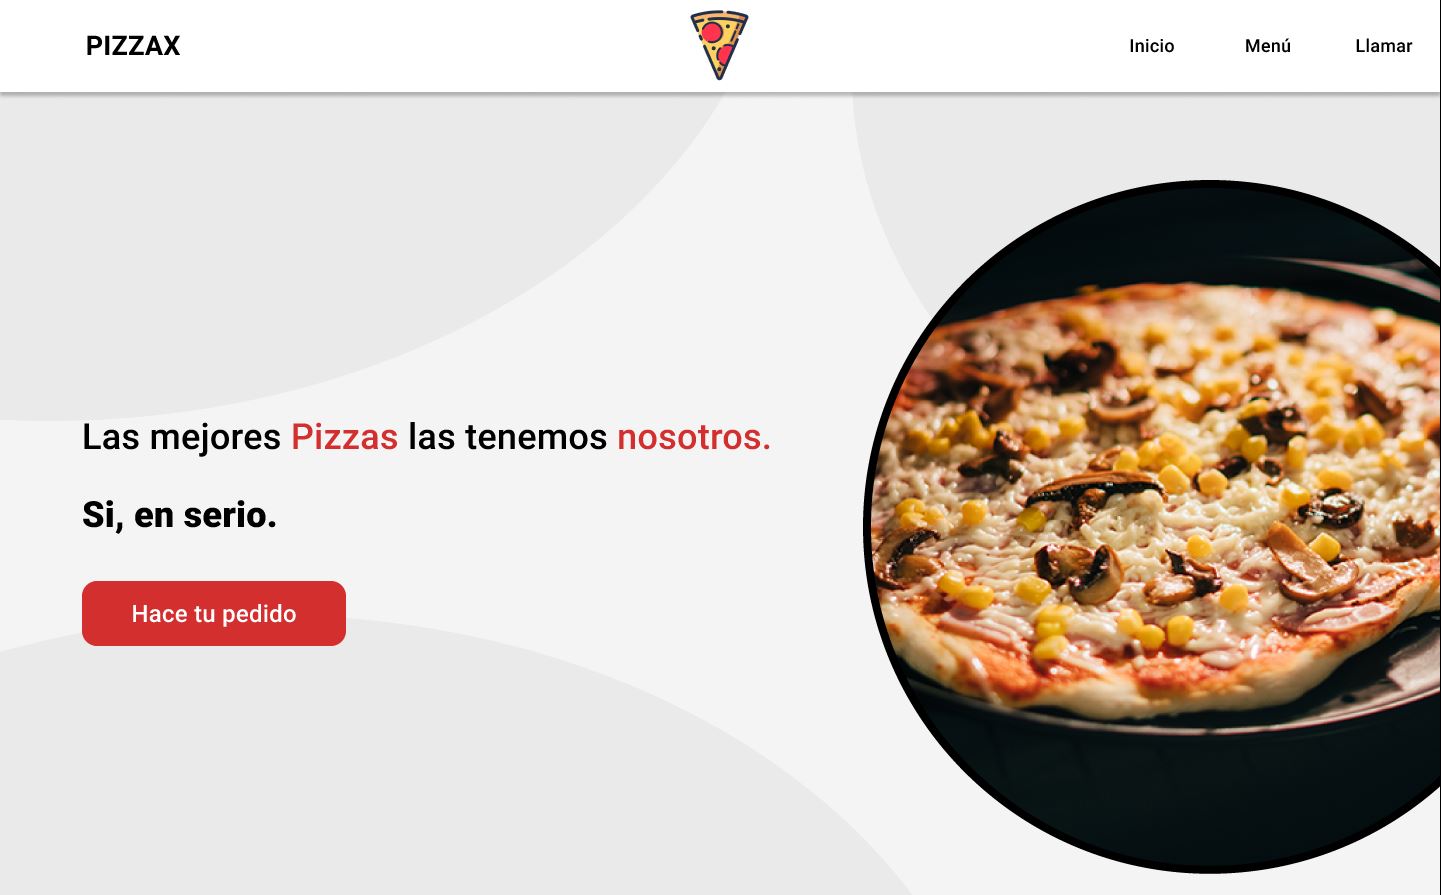 PIZZAX
Inicio
Menú
Llamar
Las mejores Pizzas las tenemos nosotros.
Si, en serio.
Hace tu pedido